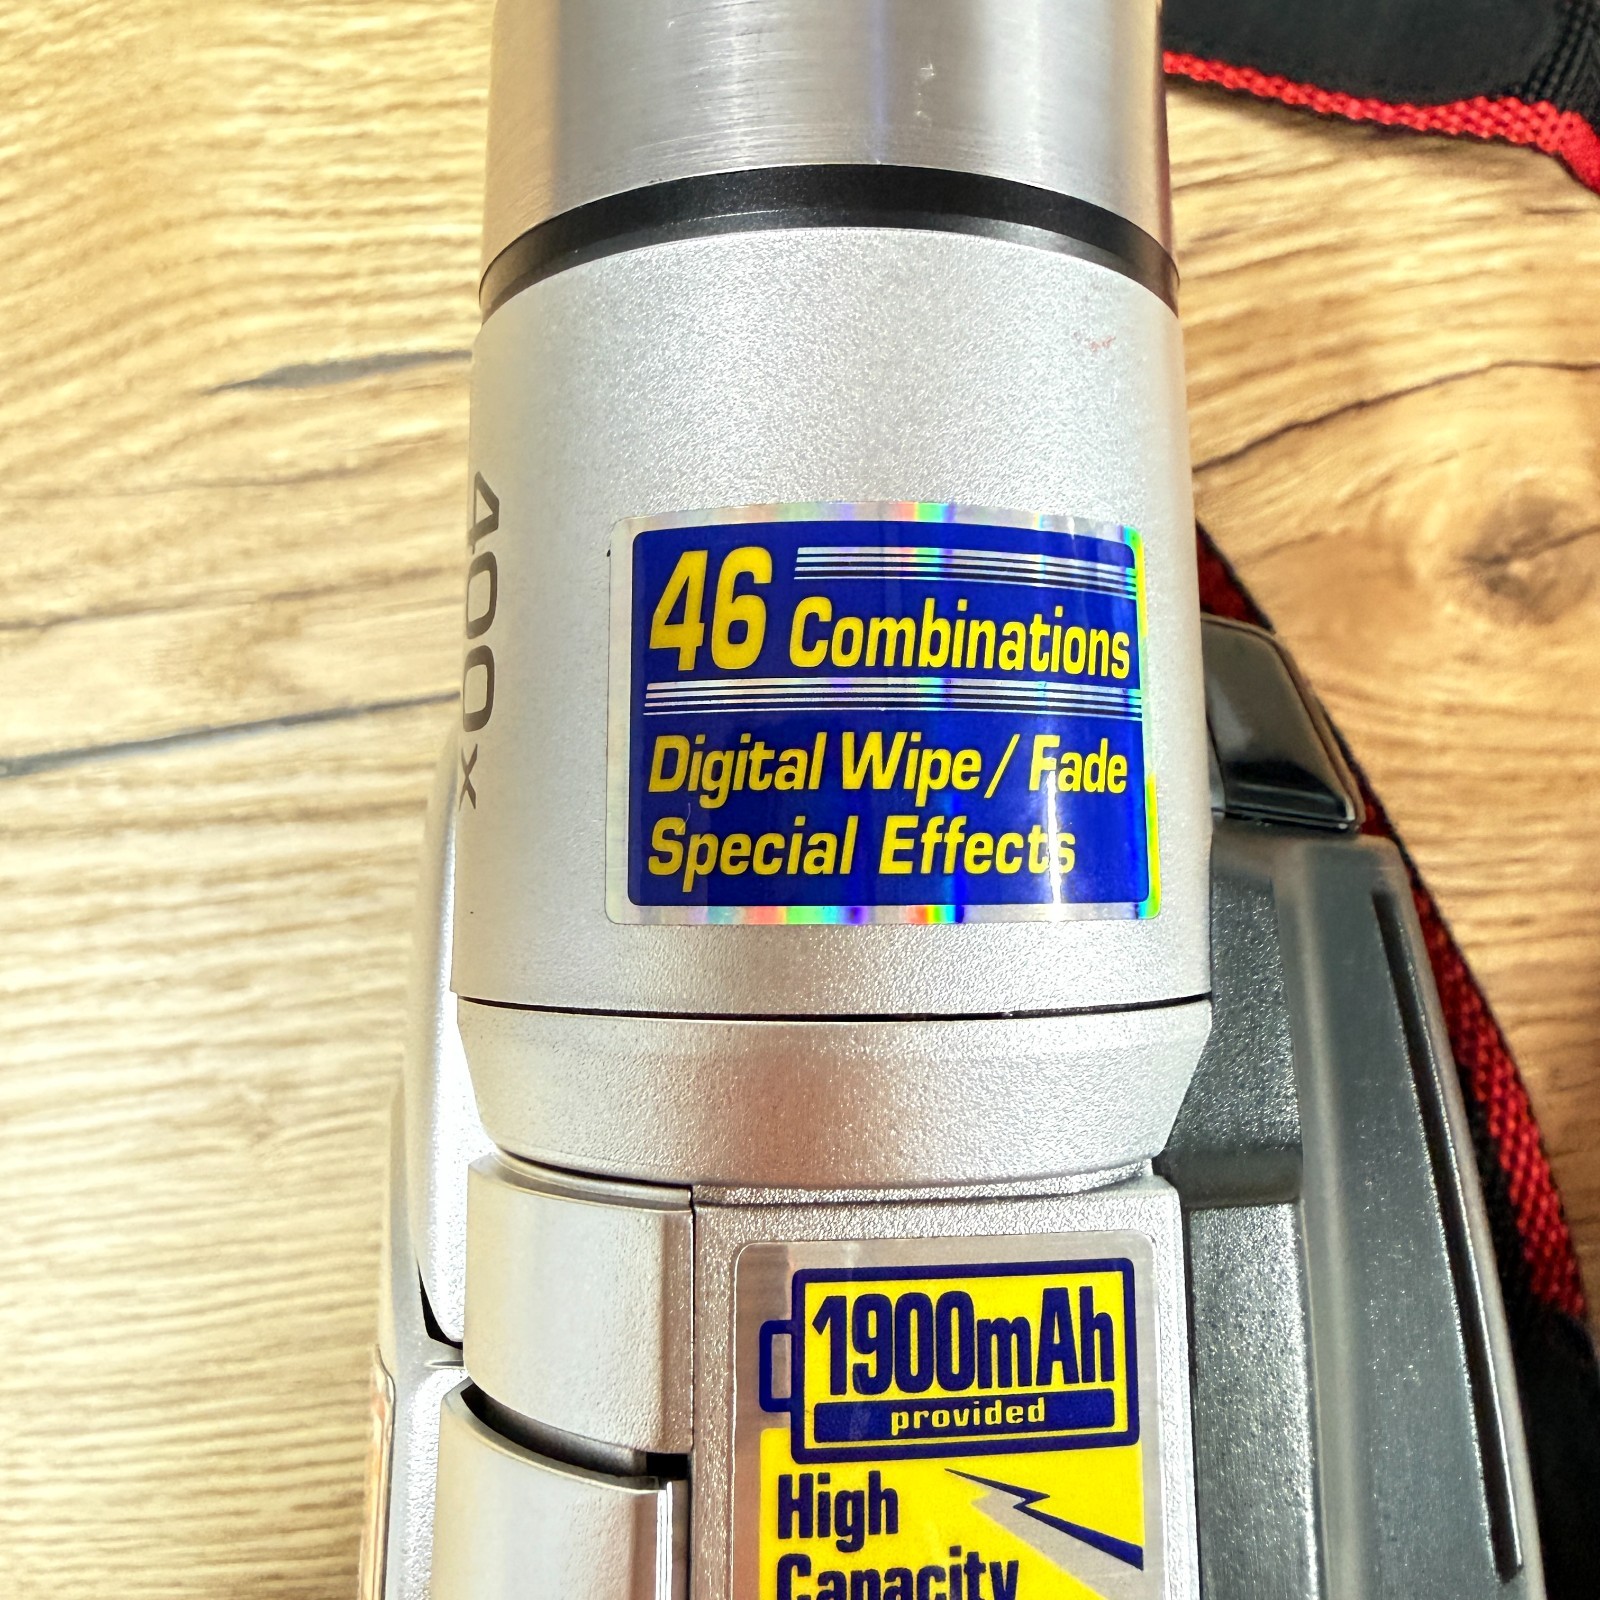 400x
46 Combinations
Digital Wipe / Fade
Special Effects
1900mAh
provided
High
Capacity